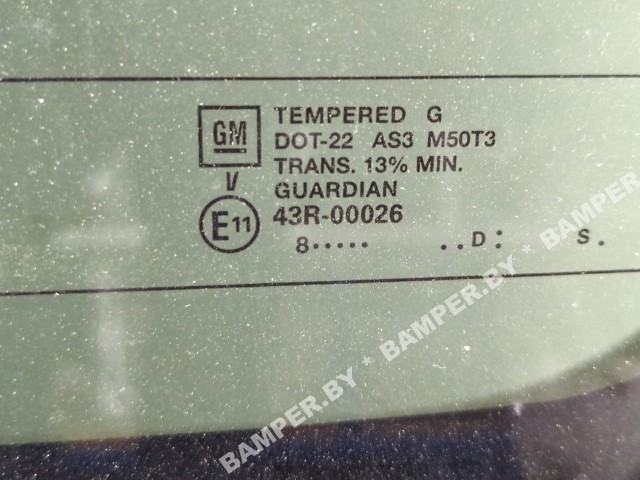 GM
TEMPERED G
DOT-22 AS3 M50T3
TRANS. 13% MIN.
V
GUARDIAN
E11
43R-00026
8····· ..D: S.
BAMPER.BY * BAMPER.BY * BAMPER.BY